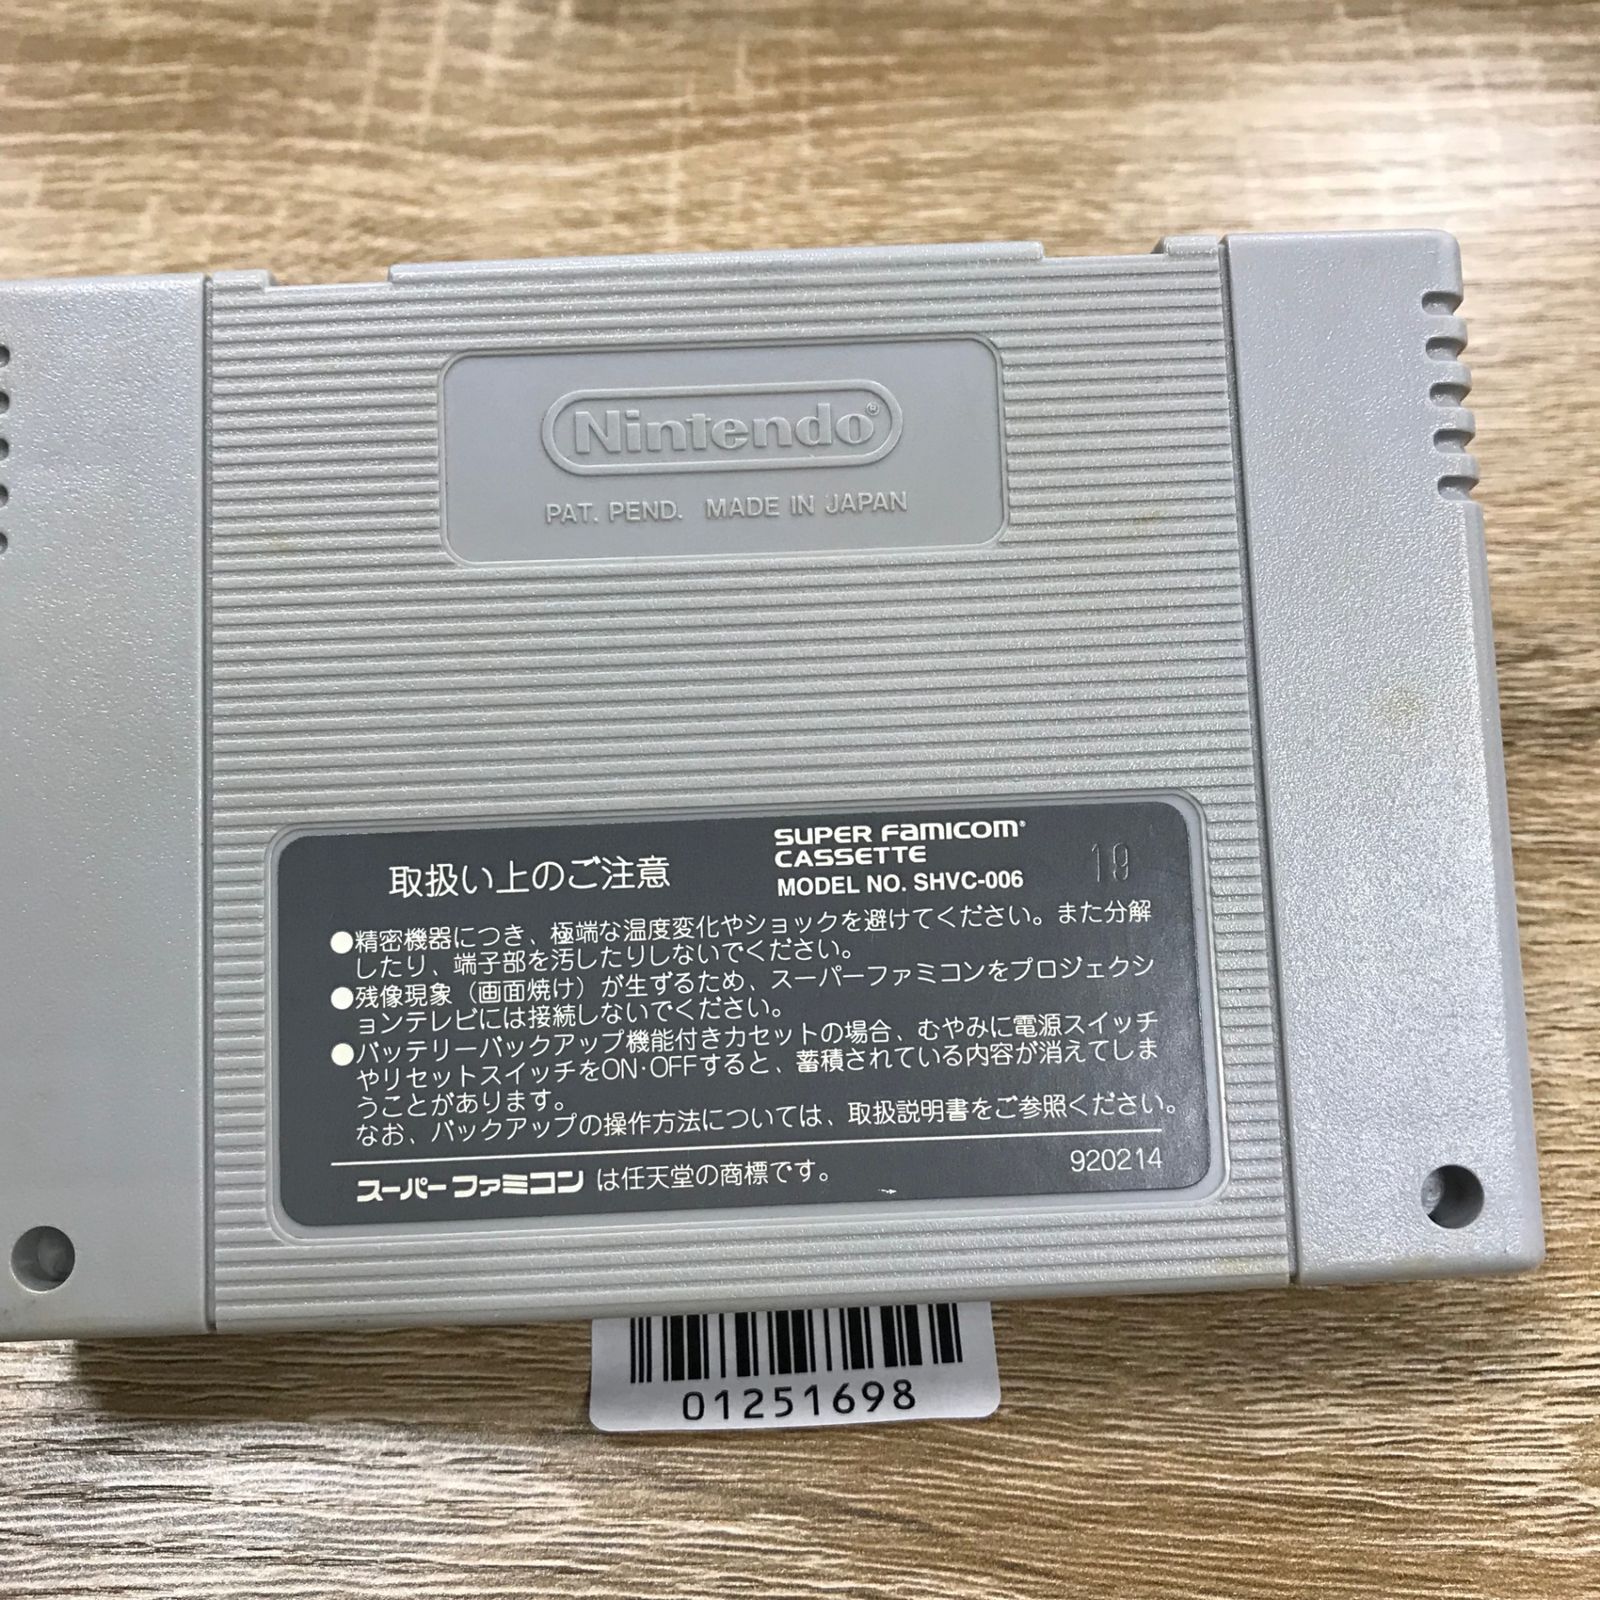 Nintendo®
PAT. PEND. MADE IN JAPAN
取扱い上のご注意
SUPER FAMICOM®
CASSETTE
MODEL NO. SHVC-006
19
●精密機器につき、極端な温度変化やショックを避けてください。また分解
したり、端子部を汚したりしないでください。
●残像現象（画面焼け）が生ずるため、スーパーファミコンをプロジェクシ
ョンテレビには接続しないでください。
●バッテリーバックアップ機能付きカセットの場合、むやみに電源スイッチ
やリセットスイッチをON·OFFすると、蓄積されている内容が消えてしま
うことがあります。
なお、バックアップの操作方法については、取扱説明書をご参照ください。
スーパーファミコンは任天堂の商標です。
920214
01251698